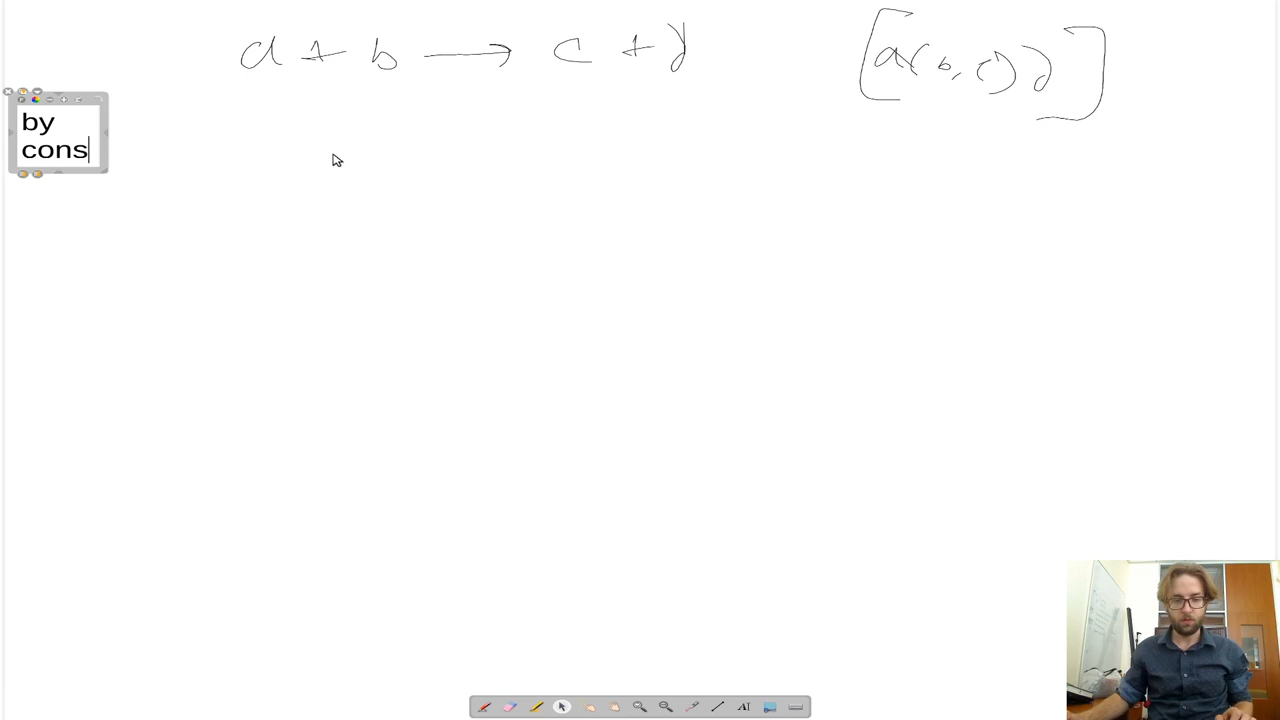 a + b ⟶ c + d [a(b, c)d]
by
cons